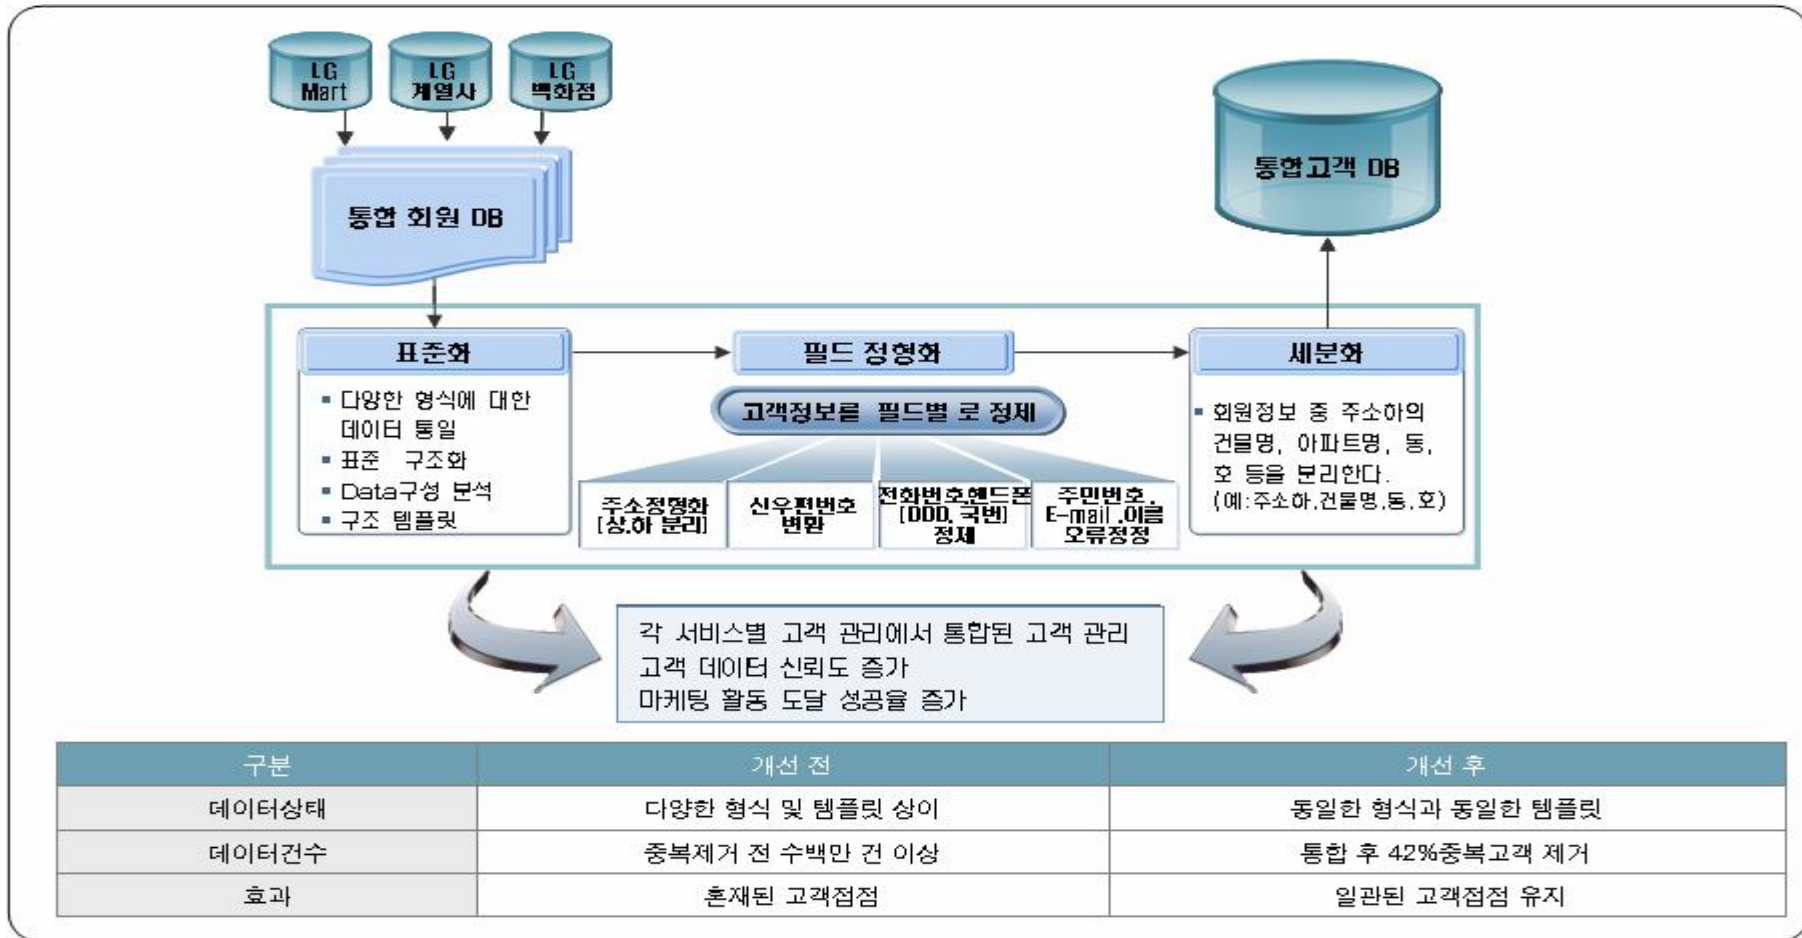 LG
Mart
LG
계열사
LG
백화점
통합 회원 DB
통합고객 DB
표준화
▪ 다양한 형식에 대한
데이터 통일
▪ 표준 구조화
▪ Data구성 분석
▪ 구조 템플릿
필드 정형화
고객정보를 필드별 로 정제
주소정형화
(상,하 분리)
신우편번호
변환
전화번호,핸드폰
(DDD, 국번)
정제
주민번호,
E-mail ,이름
오류정정
세분화
▪ 회원정보 중 주소하의
건물명, 아파트명, 동,
호 등을 분리한다.
(예:주소하,건물명,동,호)
각 서비스별 고객 관리에서 통합된 고객 관리
고객 데이터 신뢰도 증가
마케팅 활동 도달 성공율 증가
구분 개선 전 개선 후
데이터상태 다양한 형식 및 템플릿 상이 동일한 형식과 동일한 템플릿
데이터건수 중복제거 전 수백만 건 이상 통합 후 42%중복고객 제거
효과 혼재된 고객접점 일관된 고객접점 유지